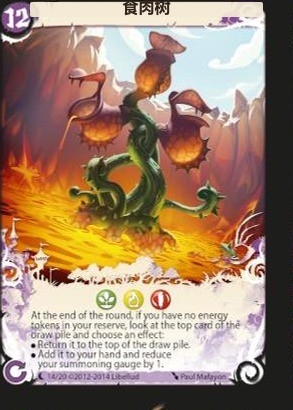 食肉树
12
At the end of the round, if you have no energy
tokens in your reserve, look at the top card of the
draw pile and choose an effect:
• Return it to the top of the draw pile.
• Add it to your hand and reduce
your summoning gauge by 1.
14/20 ©2012-2014 Libellud Paul Mafayon